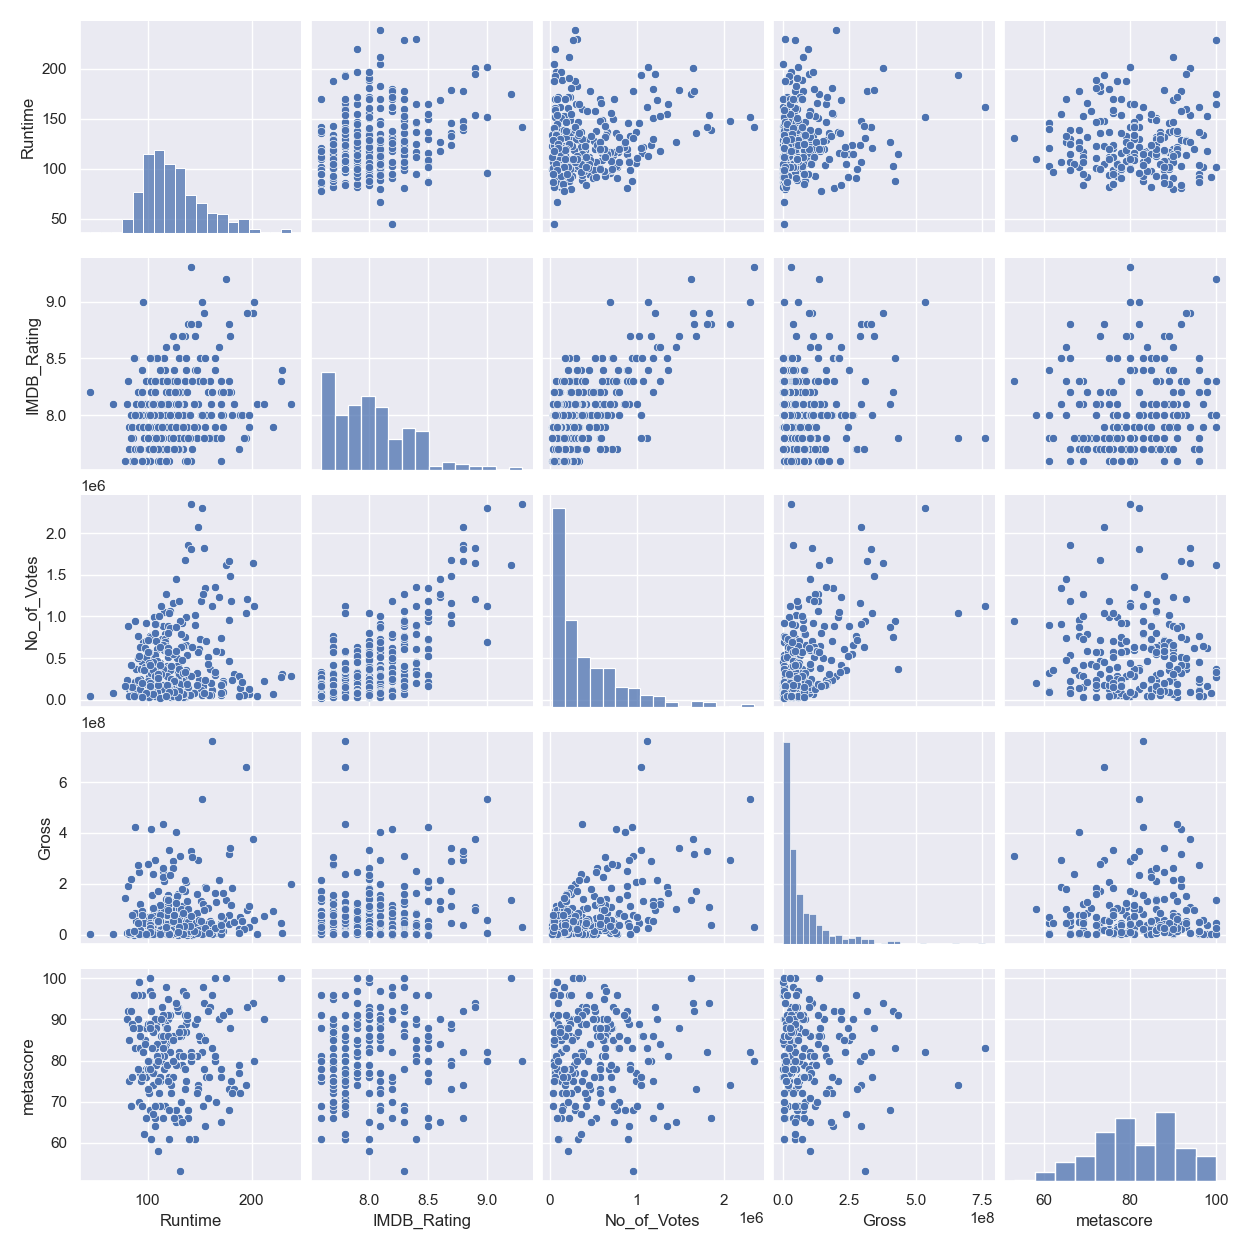 200
150
100
50
Runtime
9.0
8.5
8.0
IMDB_Rating
1e6
2.0
1.5
1.0
0.5
0.0
No_of_Votes
1e8
6
4
2
0
Gross
100
90
80
70
60
metascore
100 200 8.0 8.5 9.0 0 1 2 0.0 2.5 5.0 7.5 60 80 100
1e6 1e8
Runtime IMDB_Rating No_of_Votes Gross metascore